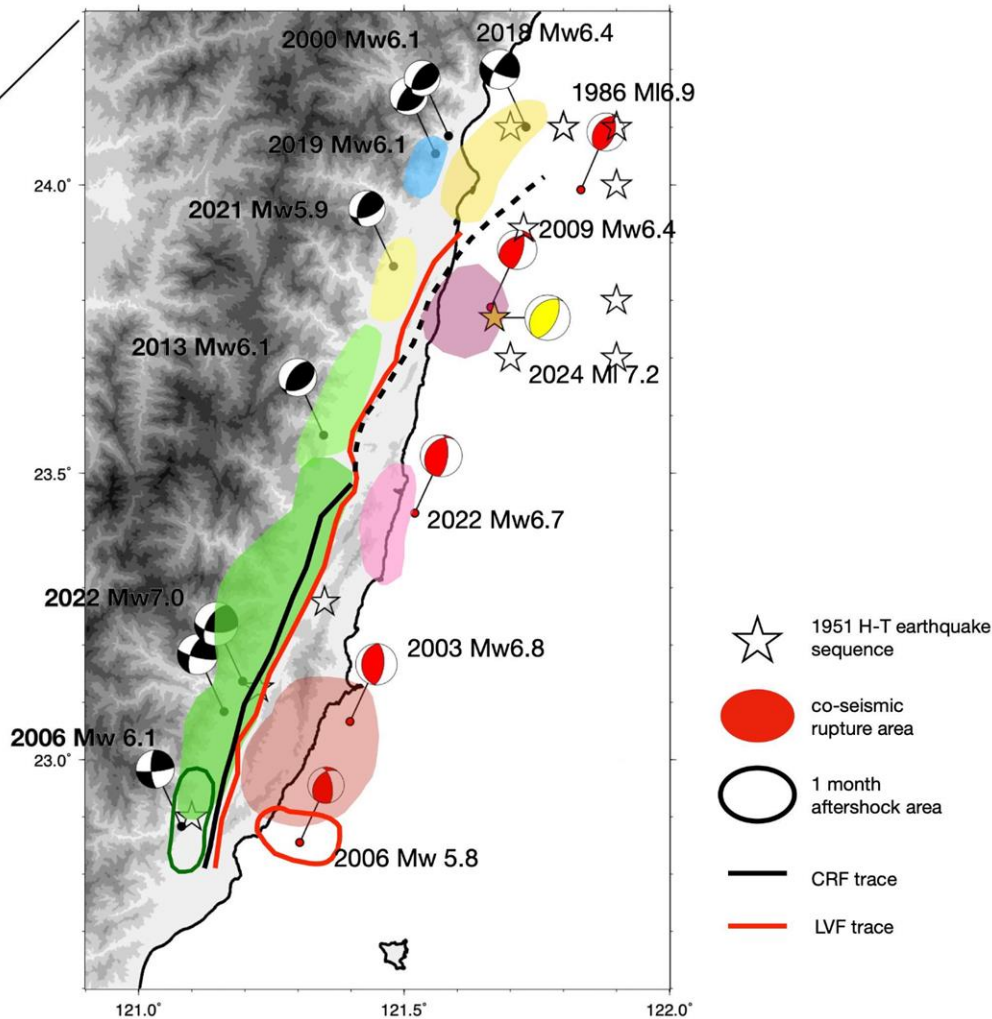 2000 Mw6.1
2018 Mw6.4
1986 Ml6.9
2019 Mw6.1
24.0°
2021 Mw5.9
2009 Mw6.4
2013 Mw6.1
2024 Ml 7.2
23.5°
2022 Mw6.7
2022 Mw7.0
2003 Mw6.8
2006 Mw 6.1
23.0°
2006 Mw 5.8
121.0°
121.5°
122.0°
1951 H-T earthquake
sequence
co-seismic
rupture area
1 month
aftershock area
CRF trace
LVF trace